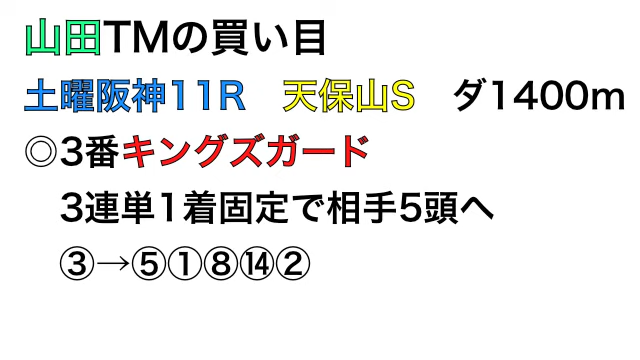 山田TMの買い目
土曜阪神11R　天保山S　ダ1400m
◎3番キングズガード
3連単1着固定で相手5頭へ
③→⑤①⑧⑭②